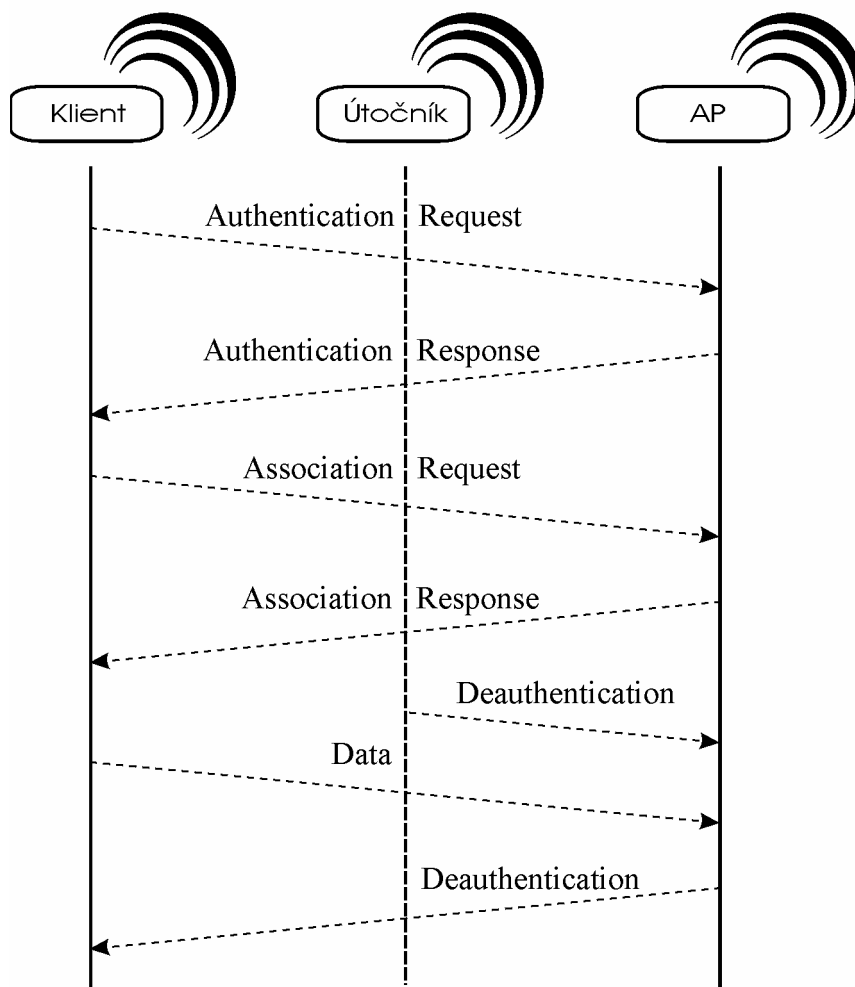 Klient
Útočník
AP
Authentication Request
Authentication Response
Association Request
Association Response
Deauthentication
Data
Deauthentication